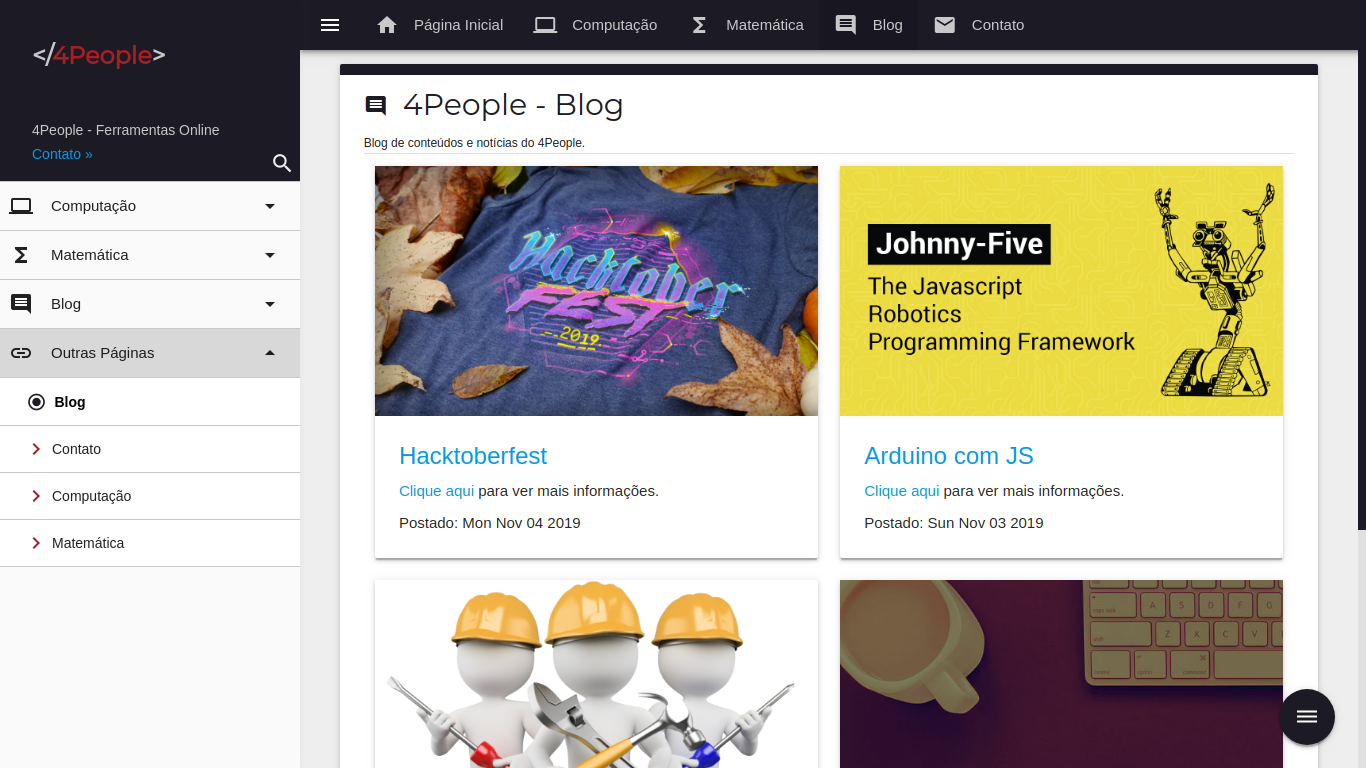 </4People>
4People - Ferramentas Online
Contato »
Computação
Matemática
Blog
Outras Páginas
Blog
Contato
Computação
Matemática
Página Inicial
Computação
Matemática
Blog
Contato
4People - Blog
Blog de conteúdos e notícias do 4People.
Hacktober
FEST
2019
Johnny-Five
The Javascript
Robotics
Programming Framework
Hacktoberfest
Clique aqui para ver mais informações.
Postado: Mon Nov 04 2019
Arduino com JS
Clique aqui para ver mais informações.
Postado: Sun Nov 03 2019
A S D F G
Z X C V